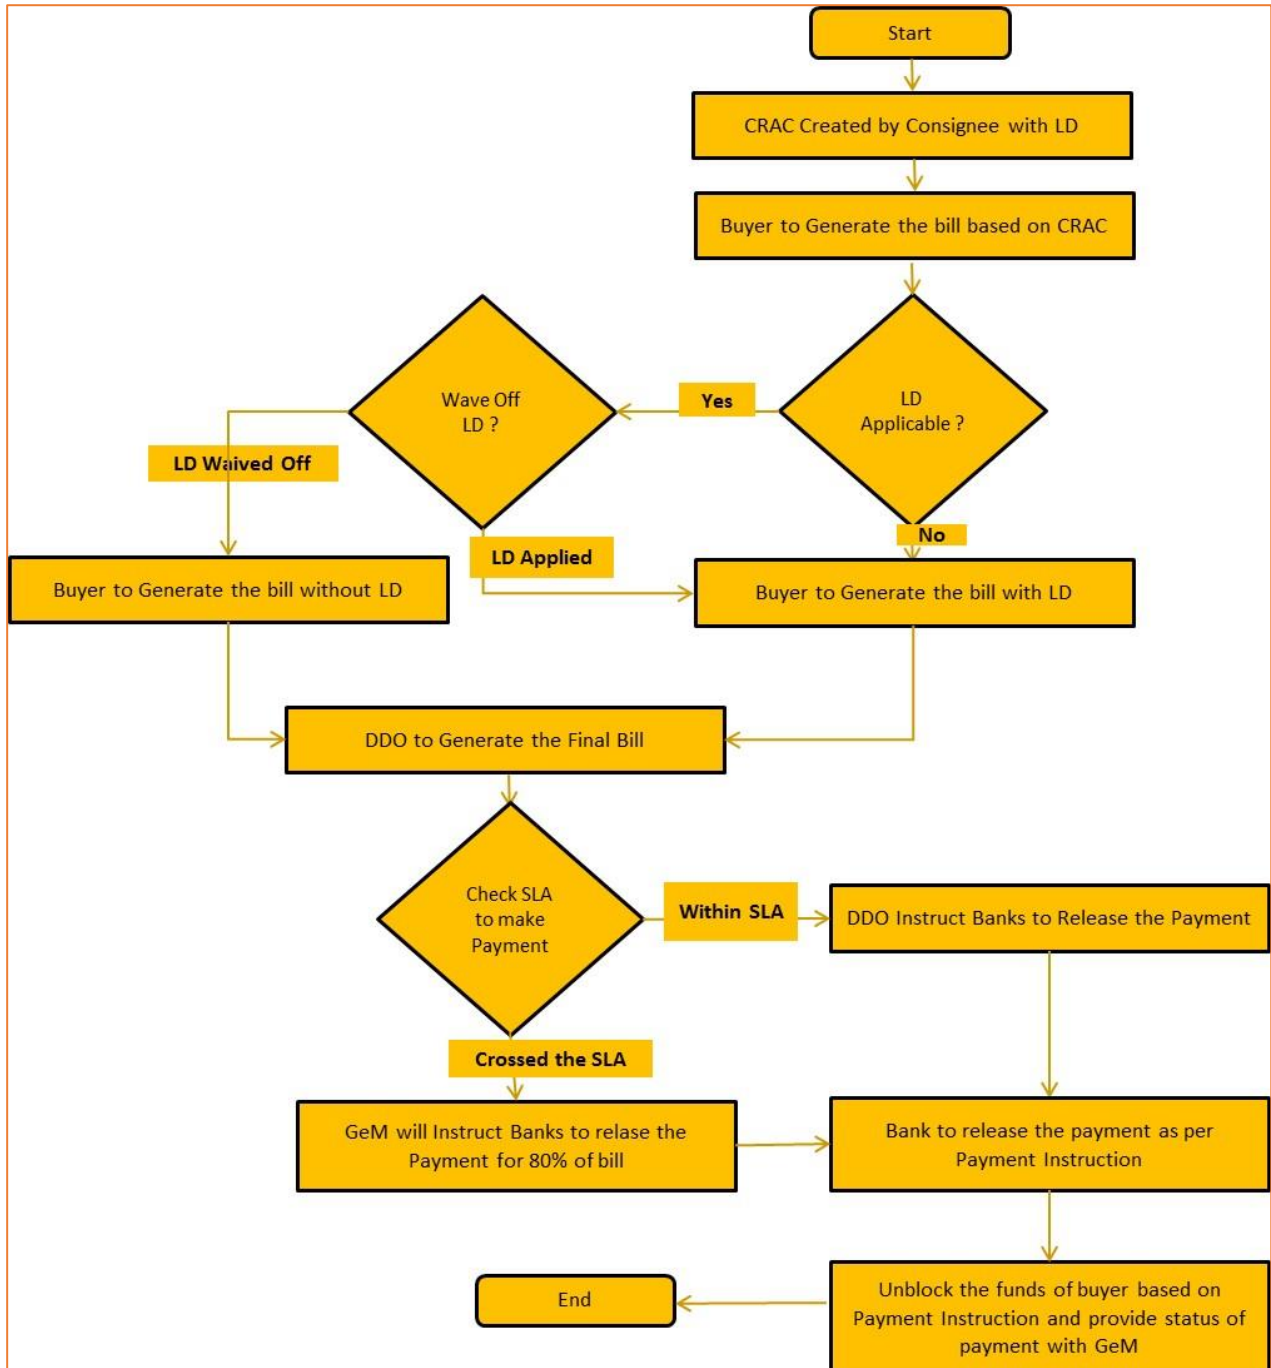 Start
CRAC Created by Consignee with LD
Buyer to Generate the bill based on CRAC
LD
Applicable ?
Yes
Wave Off
LD ?
LD Waived Off
No
LD Applied
Buyer to Generate the bill without LD
Buyer to Generate the bill with LD
DDO to Generate the Final Bill
Check SLA
to make
Payment
Within SLA
DDO Instruct Banks to Release the Payment
Crossed the SLA
GeM will Instruct Banks to relase the
Payment for 80% of bill
Bank to release the payment as per
Payment Instruction
Unblock the funds of buyer based on
Payment Instruction and provide status of
payment with GeM
End